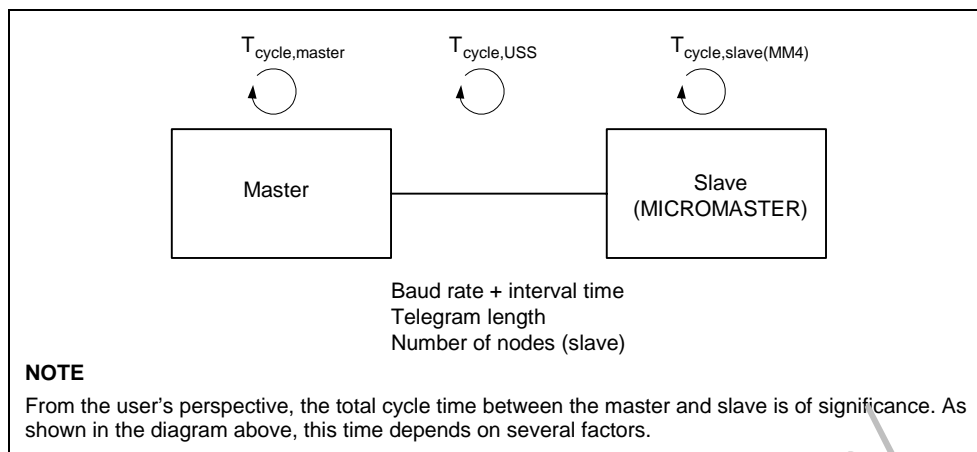 Tcycle,master Tcycle,USS Tcycle,slave(MM4)
Master
Slave
(MICROMASTER)
Baud rate + interval time
Telegram length
Number of nodes (slave)
NOTE
From the user's perspective, the total cycle time between the master and slave is of significance. As
shown in the diagram above, this time depends on several factors.